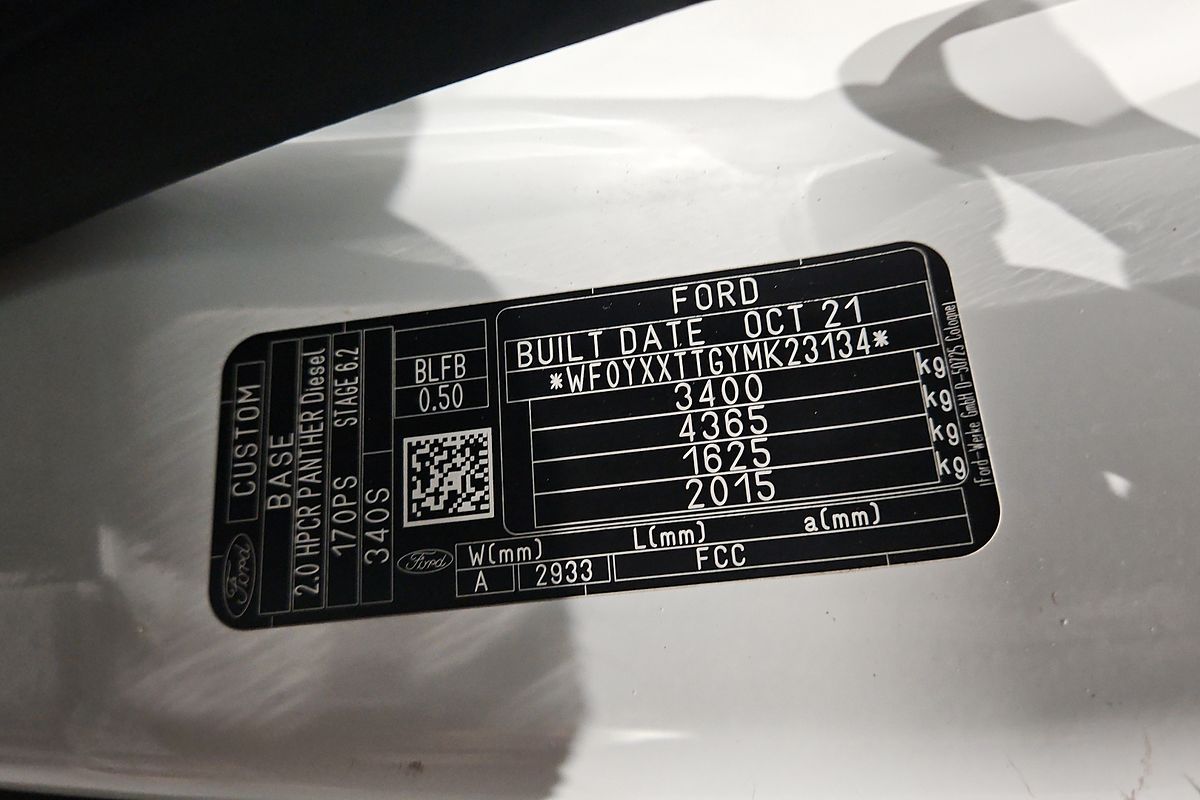 CUSTOM
BASE
2.0 HPCR PANTHER Diesel
170PS STAGE 6.2
340S
Ford
BLFB
0.50
Ford
FORD
BUILT DATE OCT 21
*WF0YXXTTGYMK23134*
3400 kg
4365 kg
1625 kg
2015 kg
W(mm) L(mm) a(mm)
A 2933 FCC
Ford-Werke GmbH D-50725 Cologne